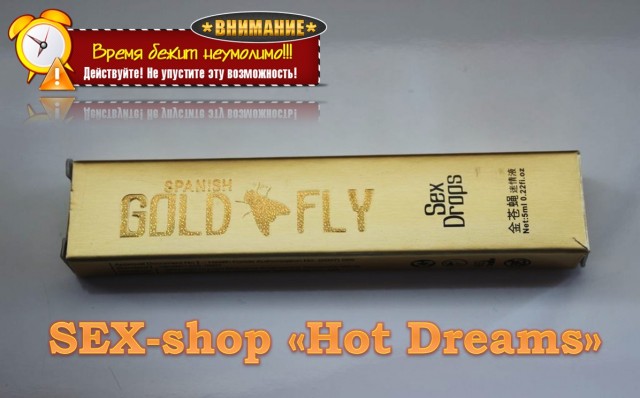 *ВНИМАНИЕ*
Время бежит неумолимо!!!
Действуйте! Не упустите эту возможность!
SPANISH
GOLD FLY
Sex
Drops
金苍蝇 迷情液
Net:5ml 0.22fl.oz
SEX-shop «Hot Dreams»